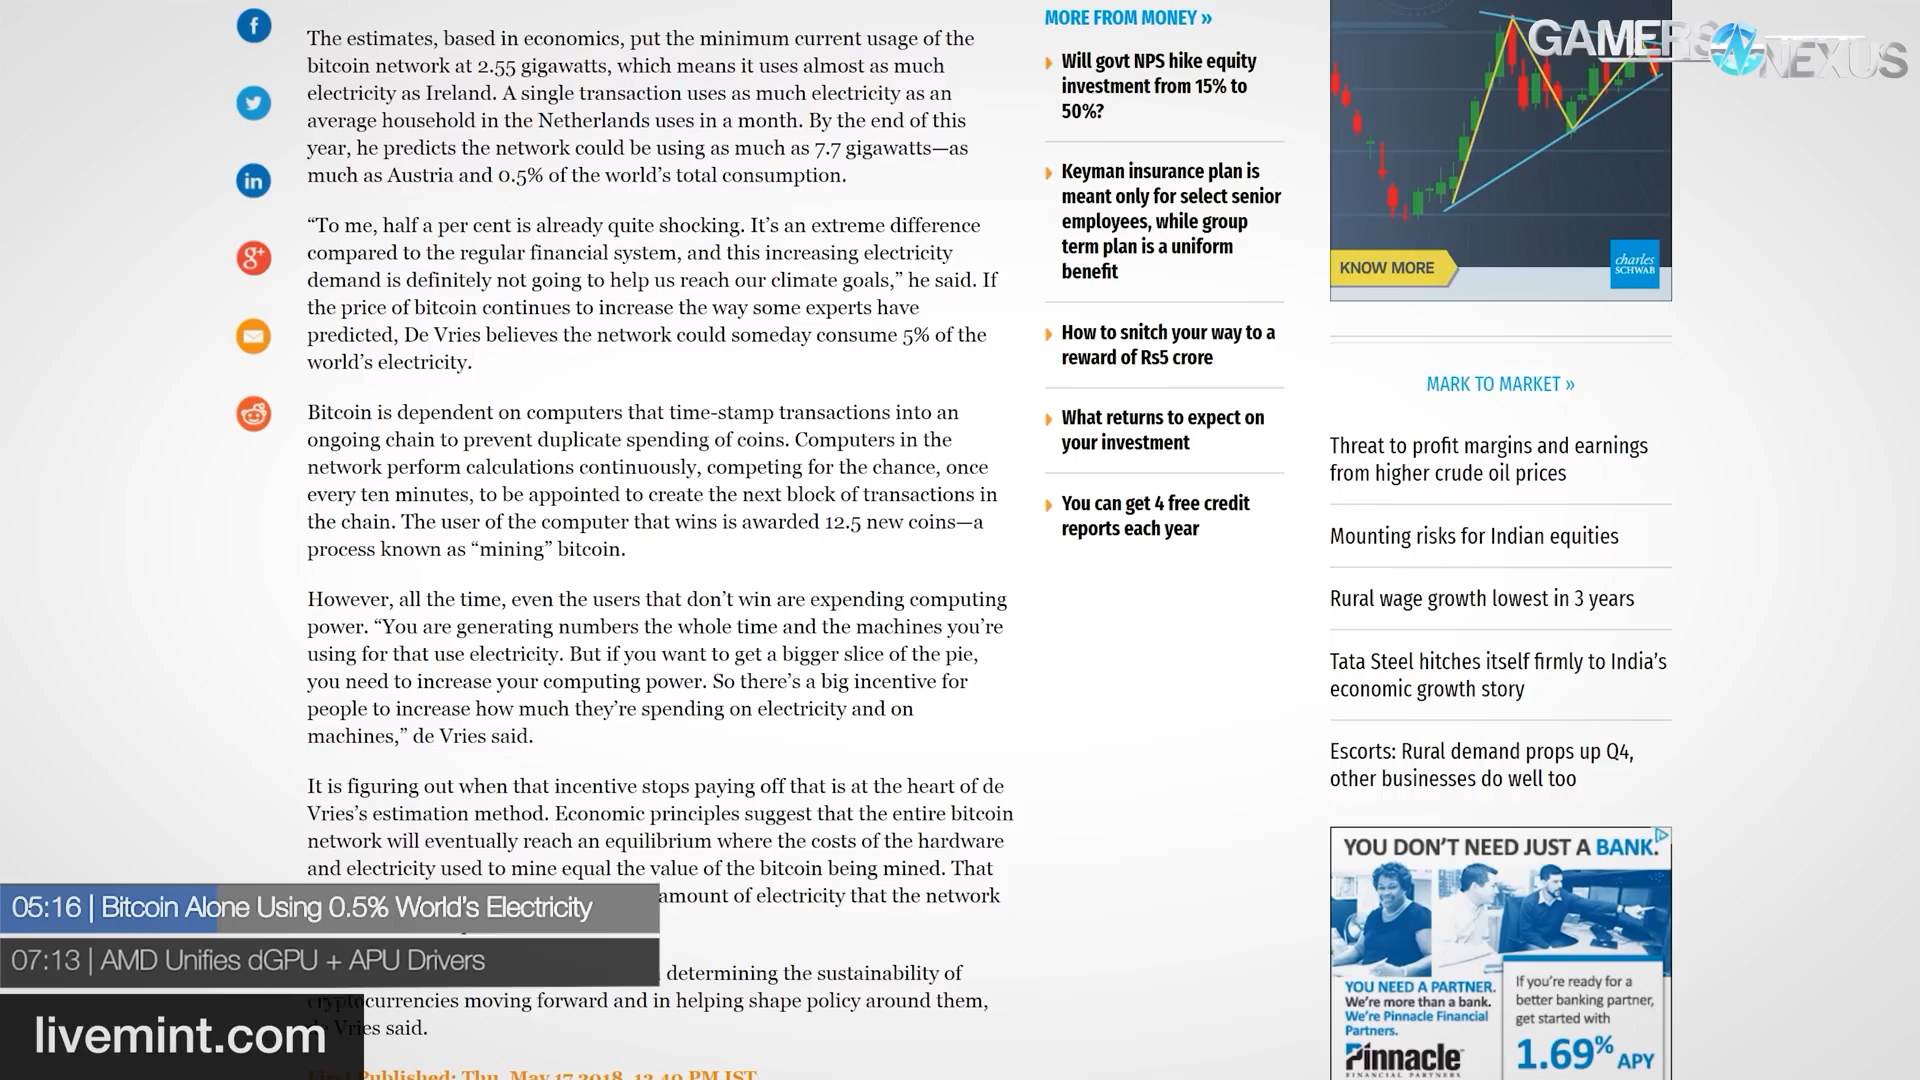 The estimates, based in economics, put the minimum current usage of the
bitcoin network at 2.55 gigawatts, which means it uses almost as much
electricity as Ireland. A single transaction uses as much electricity as an
average household in the Netherlands uses in a month. By the end of this
year, he predicts the network could be using as much as 7.7 gigawatts—as
much as Austria and 0.5% of the world's total consumption.
“To me, half a per cent is already quite shocking. It's an extreme difference
compared to the regular financial system, and this increasing electricity
demand is definitely not going to help us reach our climate goals,” he said. If
the price of bitcoin continues to increase the way some experts have
predicted, De Vries believes the network could someday consume 5% of the
world's electricity.
Bitcoin is dependent on computers that time-stamp transactions into an
ongoing chain to prevent duplicate spending of coins. Computers in the
network perform calculations continuously, competing for the chance, once
every ten minutes, to be appointed to create the next block of transactions in
the chain. The user of the computer that wins is awarded 12.5 new coins—a
process known as “mining” bitcoin.
However, all the time, even the users that don't win are expending computing
power. “You are generating numbers the whole time and the machines you're
using for that use electricity. But if you want to get a bigger slice of the pie,
you need to increase your computing power. So there's a big incentive for
people to increase how much they're spending on electricity and on
machines,” de Vries said.
It is figuring out when that incentive stops paying off that is at the heart of de
Vries's estimation method. Economic principles suggest that the entire bitcoin
network will eventually reach an equilibrium where the costs of the hardware
and electricity used to mine equal the value of the bitcoin being mined. That
amount of electricity that the network
determining the sustainability of
cryptocurrencies moving forward and in helping shape policy around them,
de Vries said.
First Published: Thu, May 17 2018. 12 40 PM IST
05:16 | Bitcoin Alone Using 0.5% World's Electricity
07:13 | AMD Unifies dGPU + APU Drivers
livemint.com
MORE FROM MONEY »
Will govt NPS hike equity
investment from 15% to
50%?
Keyman insurance plan is
meant only for select senior
employees, while group
term plan is a uniform
benefit
How to snitch your way to a
reward of Rs5 crore
What returns to expect on
your investment
You can get 4 free credit
reports each year
GAMERS NEXUS
KNOW MORE
charles
SCHWAB
MARK TO MARKET »
Threat to profit margins and earnings
from higher crude oil prices
Mounting risks for Indian equities
Rural wage growth lowest in 3 years
Tata Steel hitches itself firmly to India's
economic growth story
Escorts: Rural demand props up Q4,
other businesses do well too
YOU DON'T NEED JUST A BANK.
YOU NEED A PARTNER.
We're more than a bank.
We're Pinnacle Financial
Partners.
Pinnacle
FINANCIAL PARTNERS
If you're ready for a
better banking partner,
get started with
1.69% APY